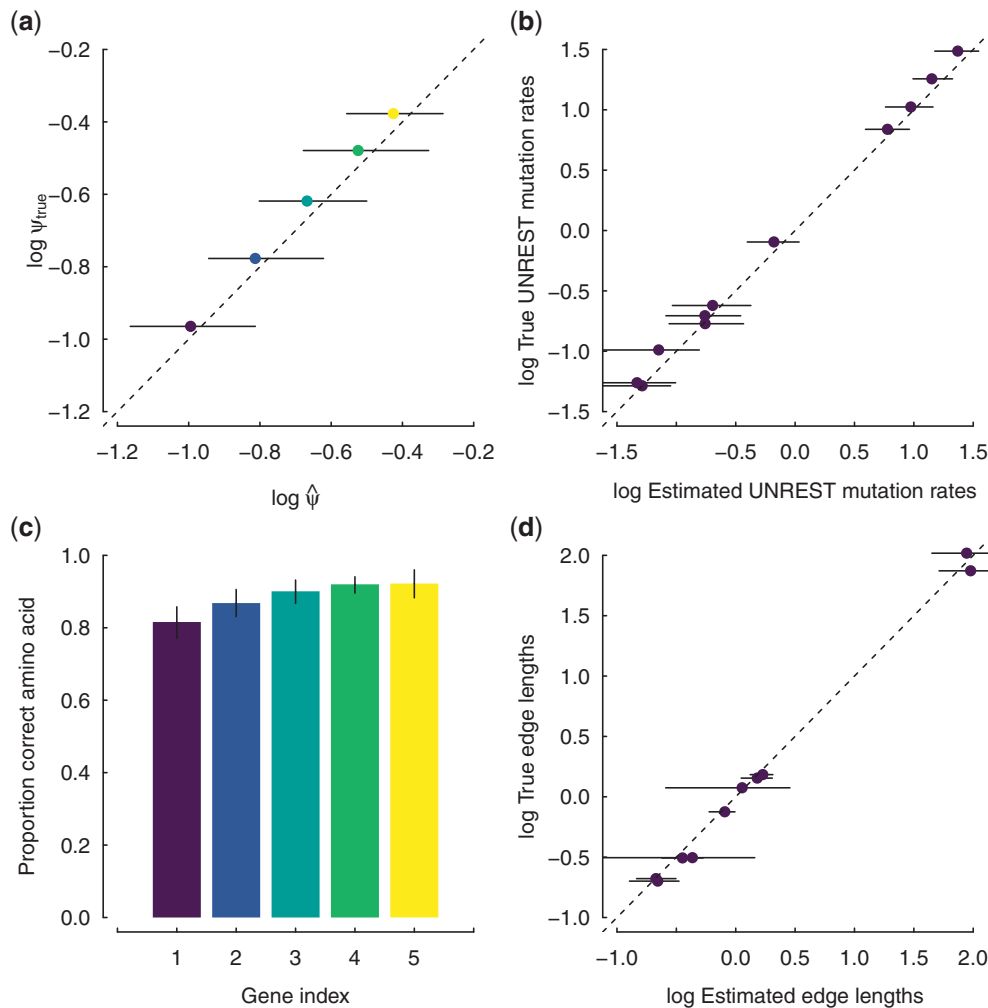 (a)
−0.2
−0.4
−0.6
−0.8
−1.0
−1.2
log ψtrue
−1.2 −1.0 −0.8 −0.6 −0.4 −0.2
log ψ̂
(b)
1.5
1.0
0.5
0.0
−0.5
−1.0
−1.5
log True UNREST mutation rates
−1.5 −0.5 0.0 0.5 1.0 1.5
log Estimated UNREST mutation rates
(c)
1.0
0.8
0.6
0.4
0.2
0.0
Proportion correct amino acid
1 2 3 4 5
Gene index
(d)
2.0
1.5
1.0
0.5
0.0
−0.5
−1.0
log True edge lengths
−1.0 0.0 0.5 1.0 2.0
log Estimated edge lengths